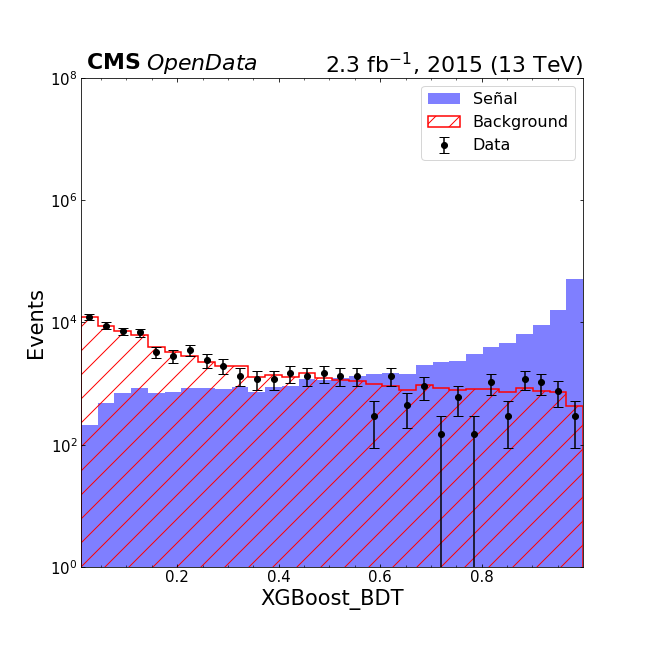 CMS OpenData 2.3 fb⁻¹, 2015 (13 TeV)
10⁸
Señal
Background
Data
10⁶
10⁴
10²
10⁰
Events
0.2 0.4 0.6 0.8
XGBoost_BDT